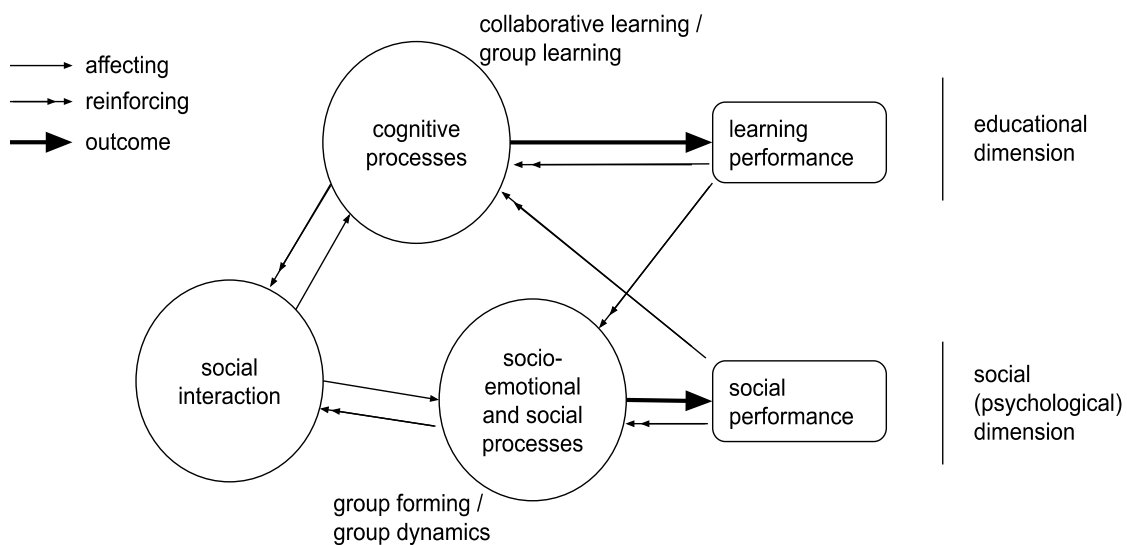 collaborative learning /
group learning
affecting
reinforcing
outcome
cognitive
processes
learning
performance
educational
dimension
social
interaction
socio-
emotional
and social
processes
social
performance
social
(psychological)
dimension
group forming /
group dynamics